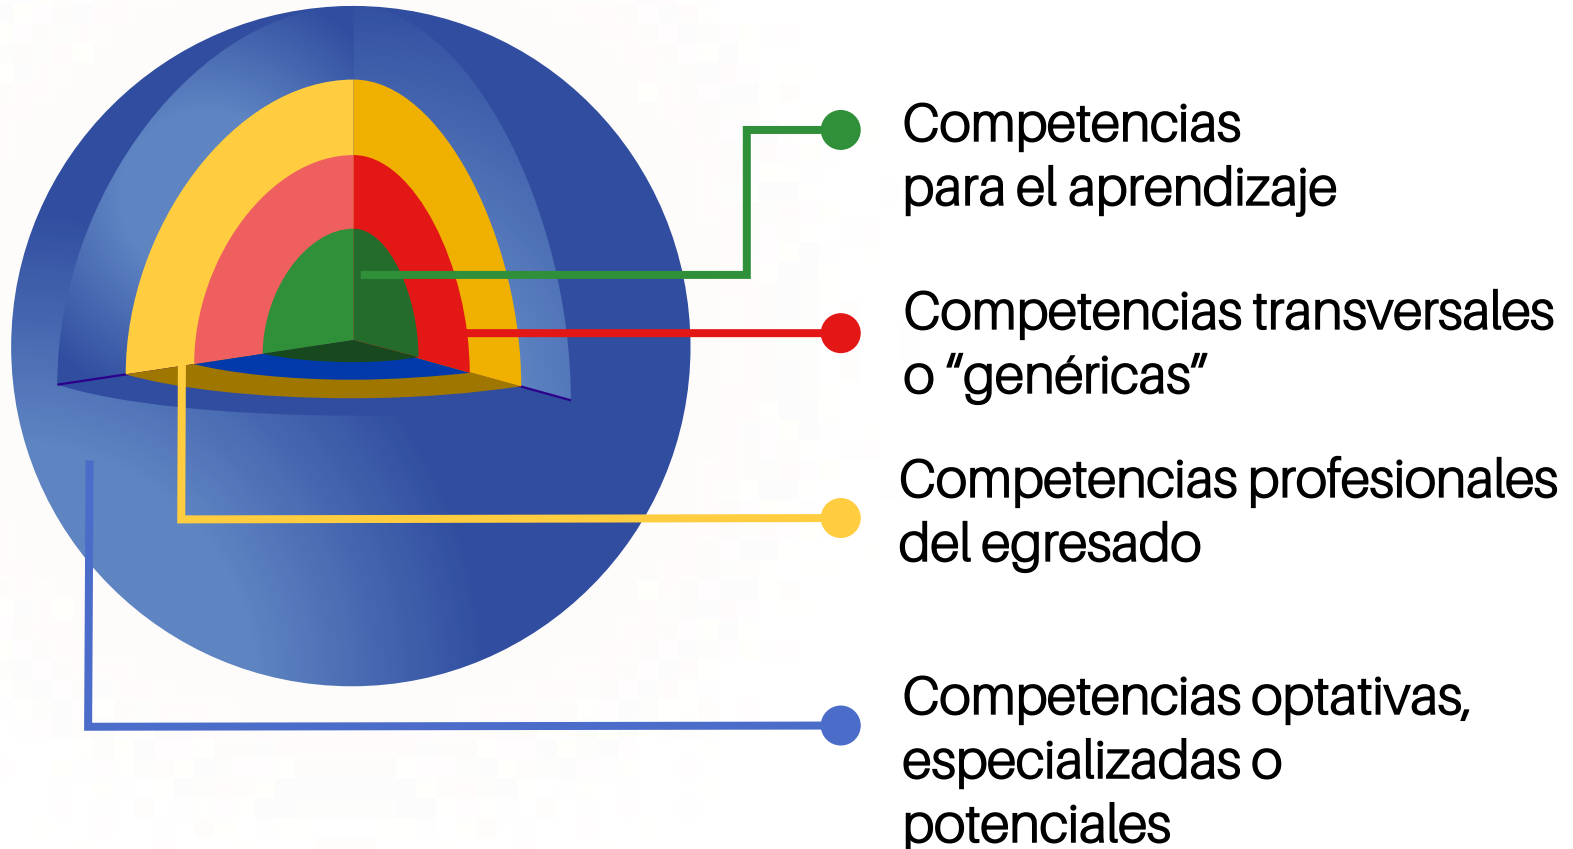 Competencias
para el aprendizaje
Competencias transversales
o “genéricas”
Competencias profesionales
del egresado
Competencias optativas,
especializadas o
potenciales